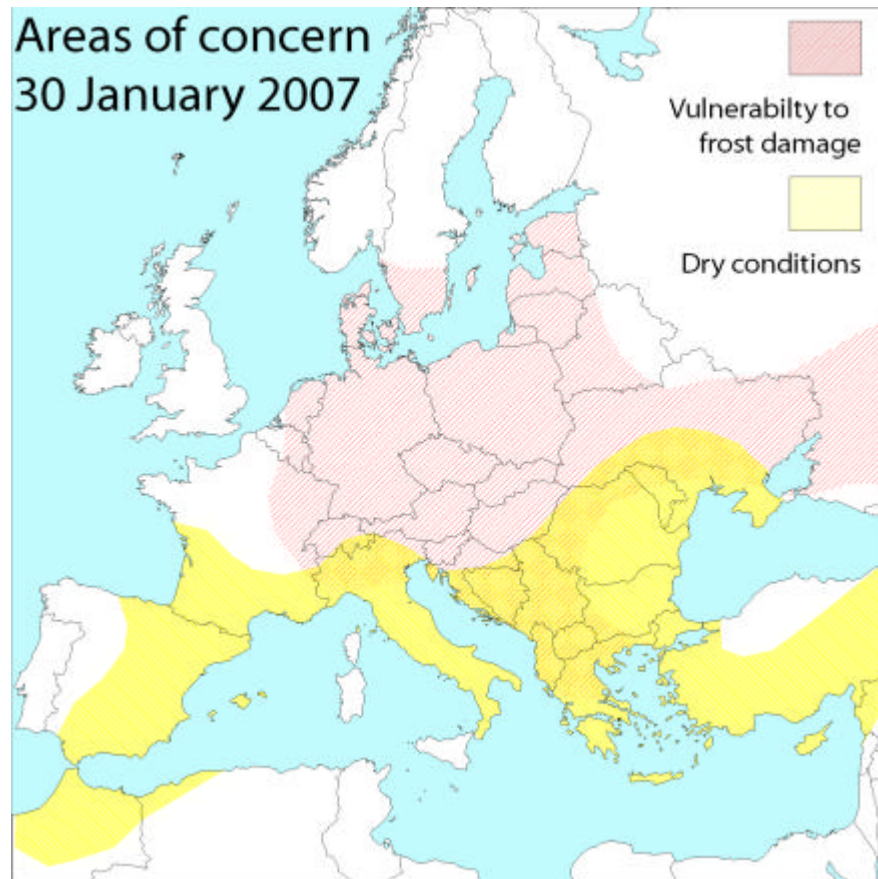 Areas of concern
30 January 2007
Vulnerabilty to
frost damage
Dry conditions